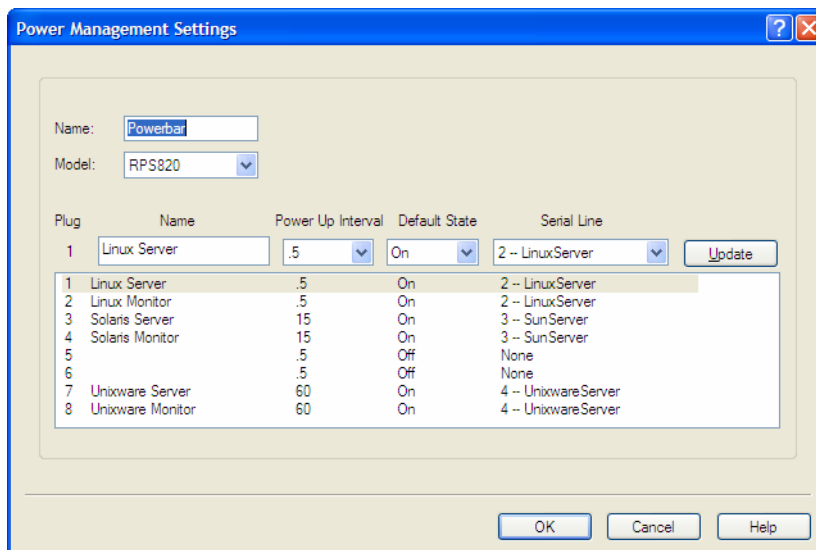 Power Management Settings
Name: Powerbar
Model: RPS820
Plug Name Power Up Interval Default State Serial Line
1 Linux Server .5 On 2 -- LinuxServer Update
1 Linux Server .5 On 2 -- LinuxServer
2 Linux Monitor .5 On 2 -- LinuxServer
3 Solaris Server 15 On 3 -- SunServer
4 Solaris Monitor 15 On 3 -- SunServer
5 .5 Off None
6 .5 Off None
7 Unixware Server 60 On 4 -- UnixwareServer
8 Unixware Monitor 60 On 4 -- UnixwareServer
OK Cancel Help